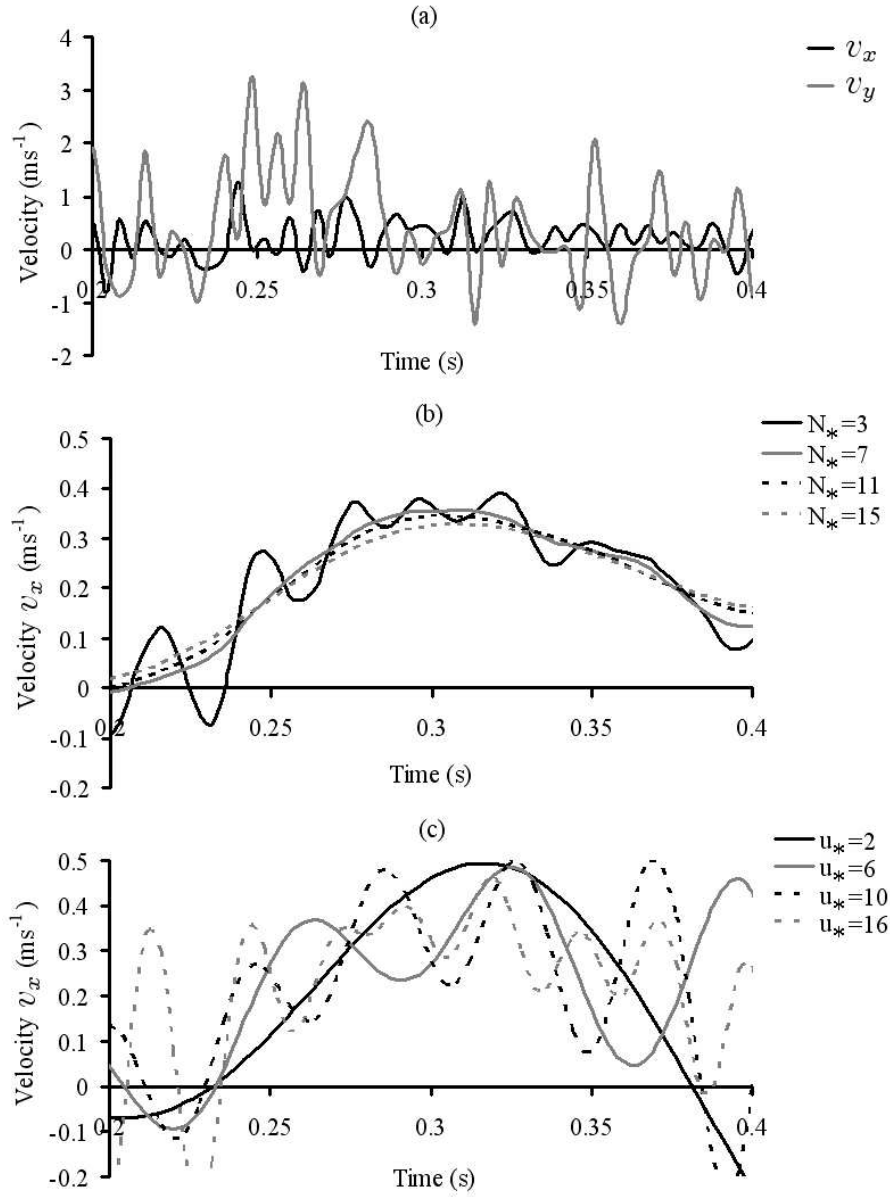 (a)
4
3
2
1
0
-1
-2
Velocity (ms⁻¹)
0.2
0.25
0.3
0.35
0.4
Time (s)
vₓ
v_y
(b)
0.5
0.4
0.3
0.2
0.1
0
-0.1
-0.2
Velocity vₓ (ms⁻¹)
0.2
0.25
0.3
0.35
0.4
Time (s)
N*=3
N*=7
N*=11
N*=15
(c)
0.5
0.4
0.3
0.2
0.1
0
-0.1
-0.2
Velocity vₓ (ms⁻¹)
0.2
0.25
0.3
0.35
0.4
Time (s)
u*=2
u*=6
u*=10
u*=16